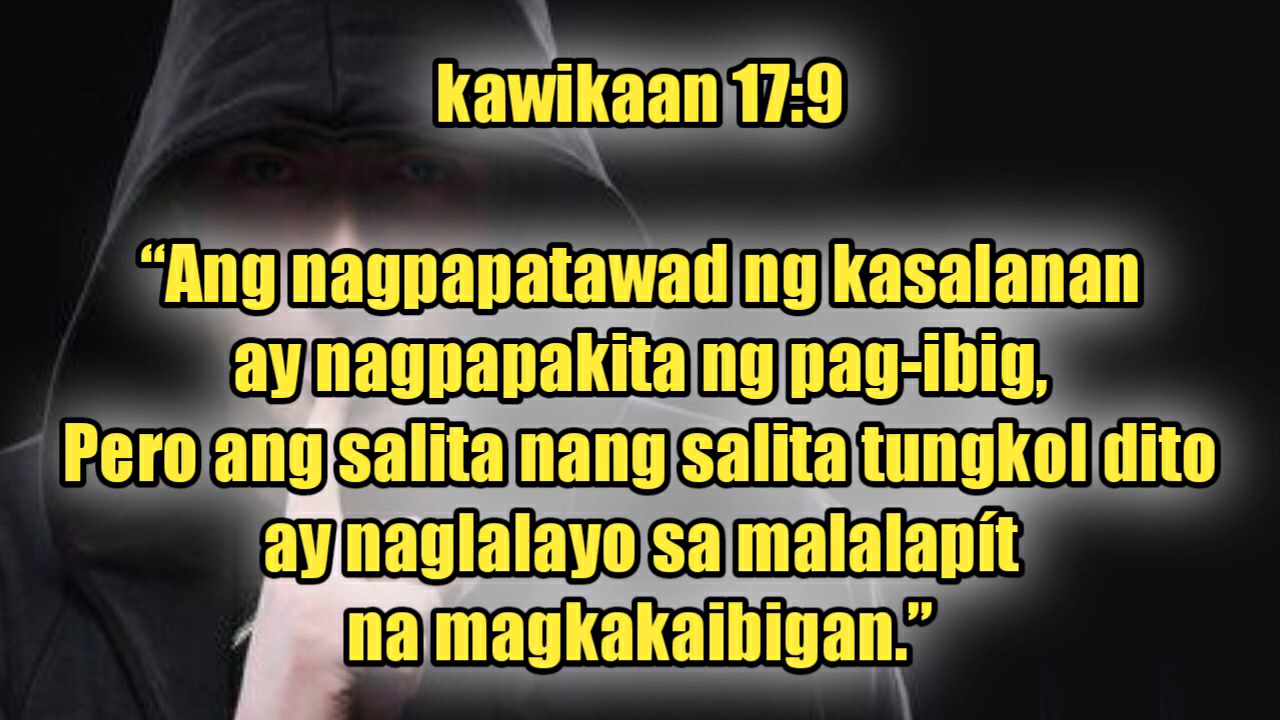 kawikaan 17:9
“Ang nagpapatawad ng kasalanan
ay nagpapakita ng pag-ibig,
Pero ang salita nang salita tungkol dito
ay naglalayo sa malalapít
na magkakaibigan.”